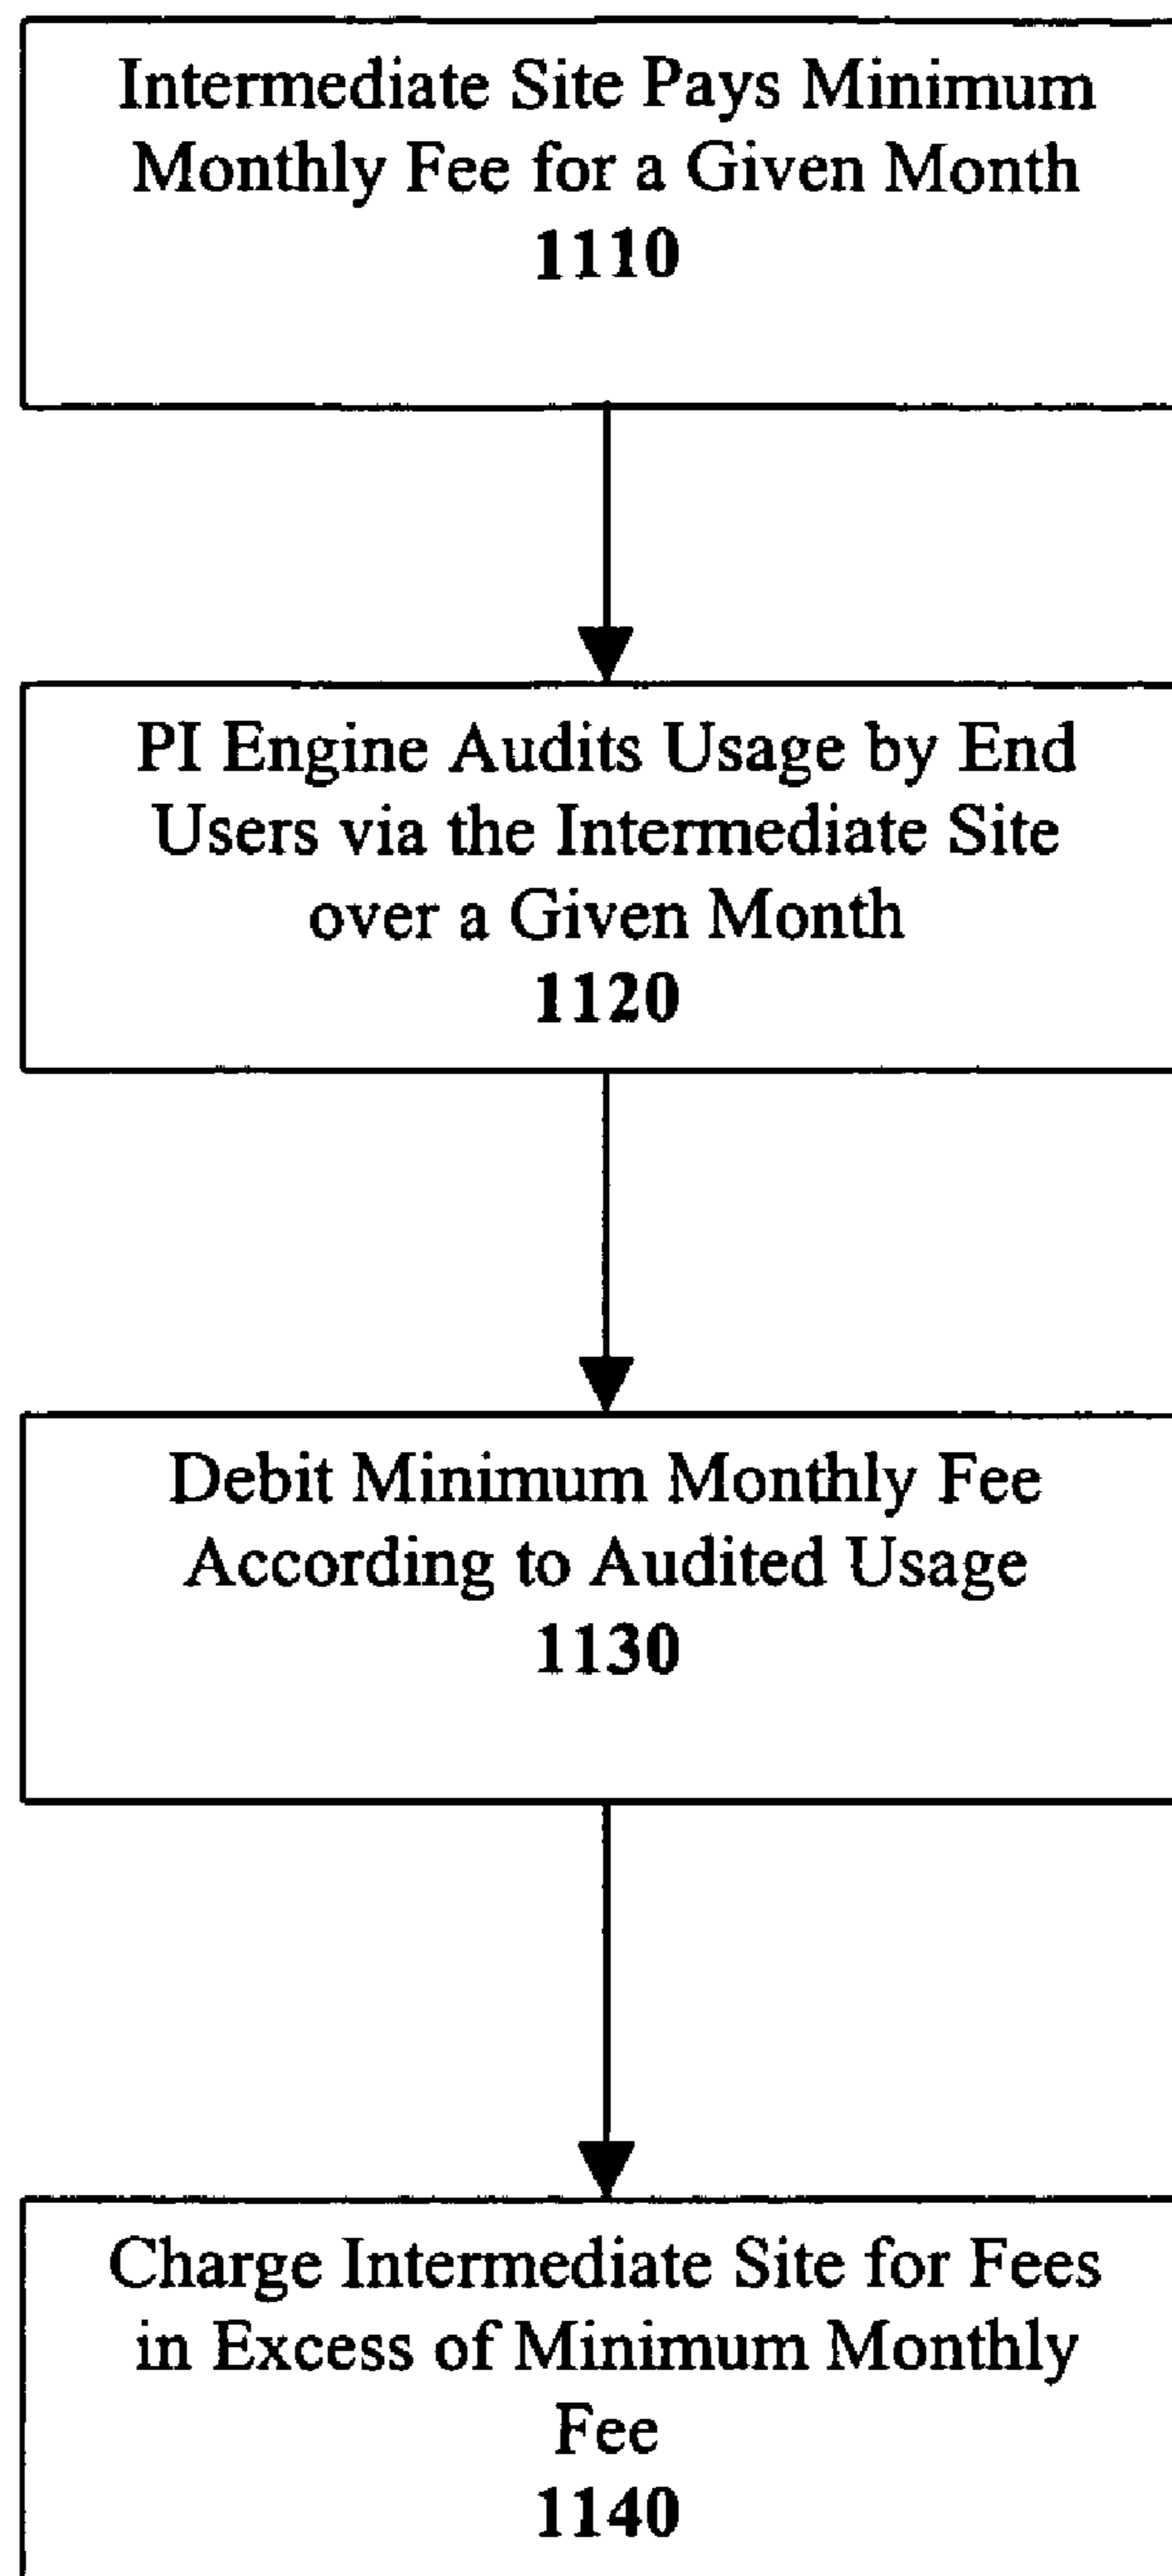 Intermediate Site Pays Minimum
Monthly Fee for a Given Month
1110
PI Engine Audits Usage by End
Users via the Intermediate Site
over a Given Month
1120
Debit Minimum Monthly Fee
According to Audited Usage
1130
Charge Intermediate Site for Fees
in Excess of Minimum Monthly
Fee
1140